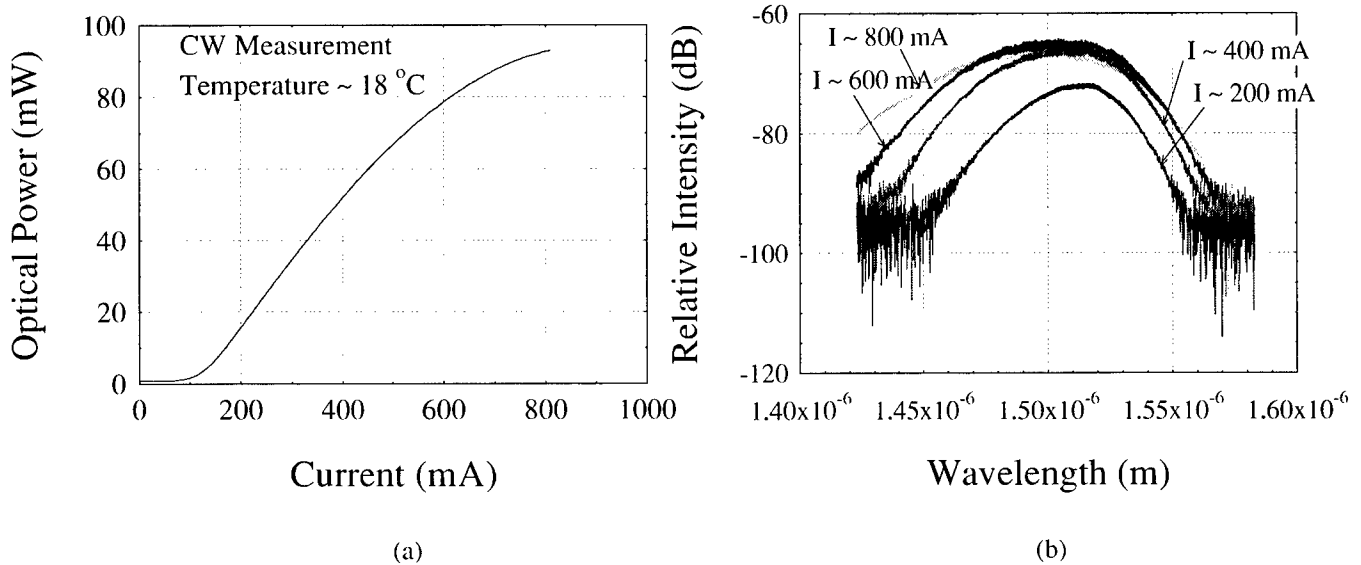 CW Measurement
Temperature ~ 18 °C
Optical Power (mW)
100
80
60
40
20
0
0 200 400 600 800 1000
Current (mA)
(a)
Relative Intensity (dB)
-60
-80
-100
-120
I ~ 800 mA
I ~ 600 mA
I ~ 400 mA
I ~ 200 mA
1.40x10⁻⁶ 1.45x10⁻⁶ 1.50x10⁻⁶ 1.55x10⁻⁶ 1.60x10⁻⁶
Wavelength (m)
(b)